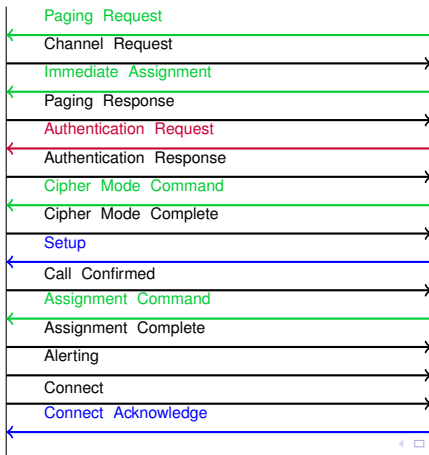 Paging Request
Channel Request
Immediate Assignment
Paging Response
Authentication Request
Authentication Response
Cipher Mode Command
Cipher Mode Complete
Setup
Call Confirmed
Assignment Command
Assignment Complete
Alerting
Connect
Connect Acknowledge